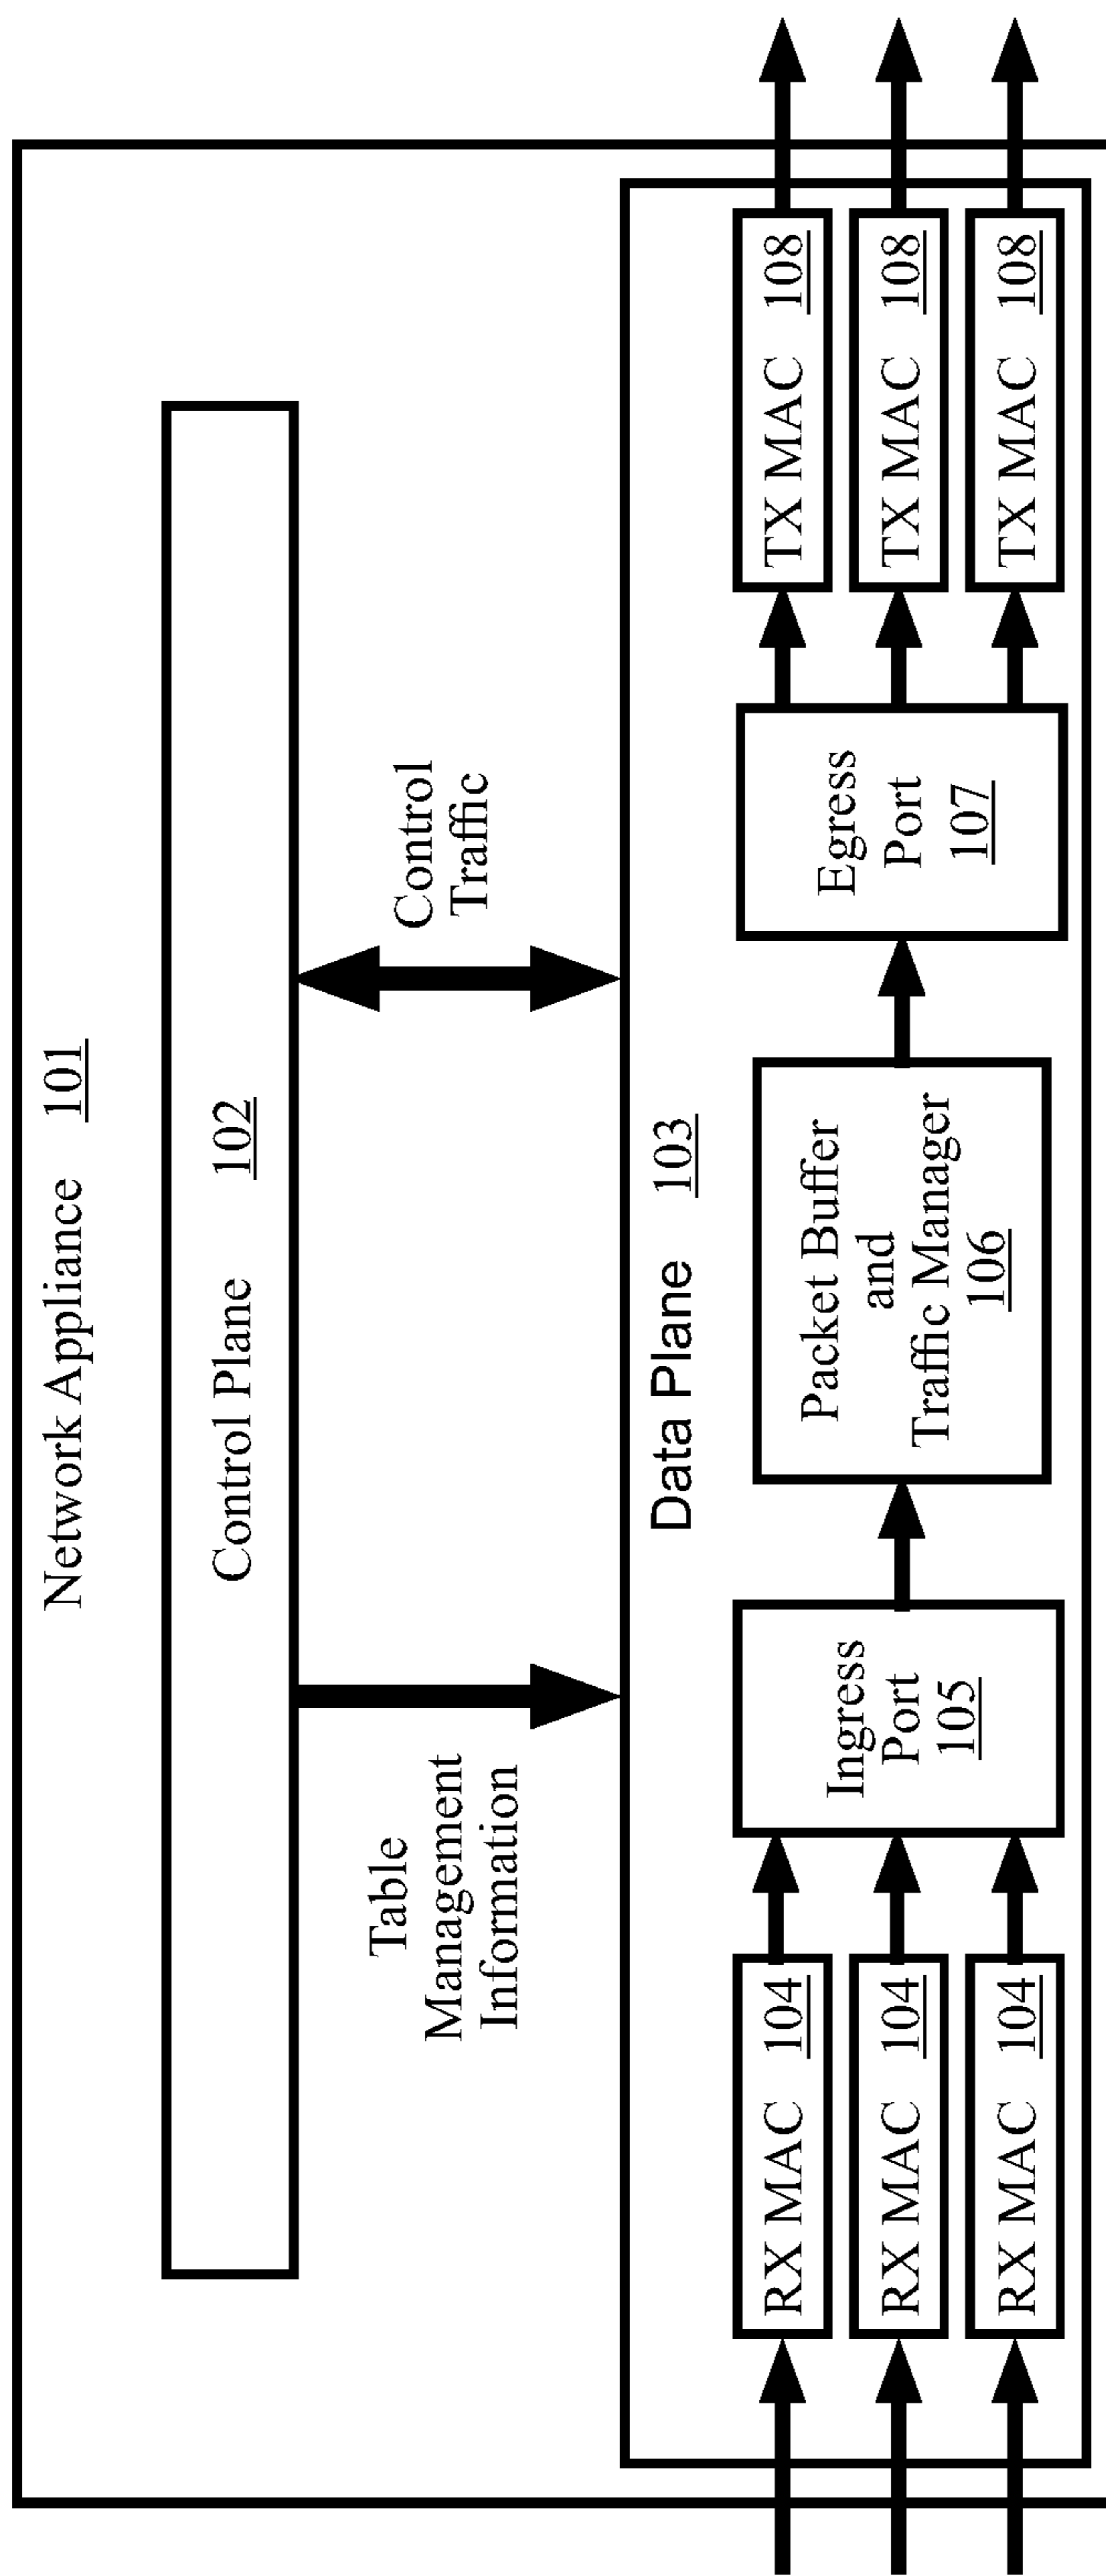 Network Appliance 101
Control Plane 102
Table
Management
Information
Control
Traffic
Data Plane 103
RX MAC 104
RX MAC 104
RX MAC 104
Ingress
Port
105
Packet Buffer
and
Traffic Manager
106
Egress
Port
107
TX MAC 108
TX MAC 108
TX MAC 108